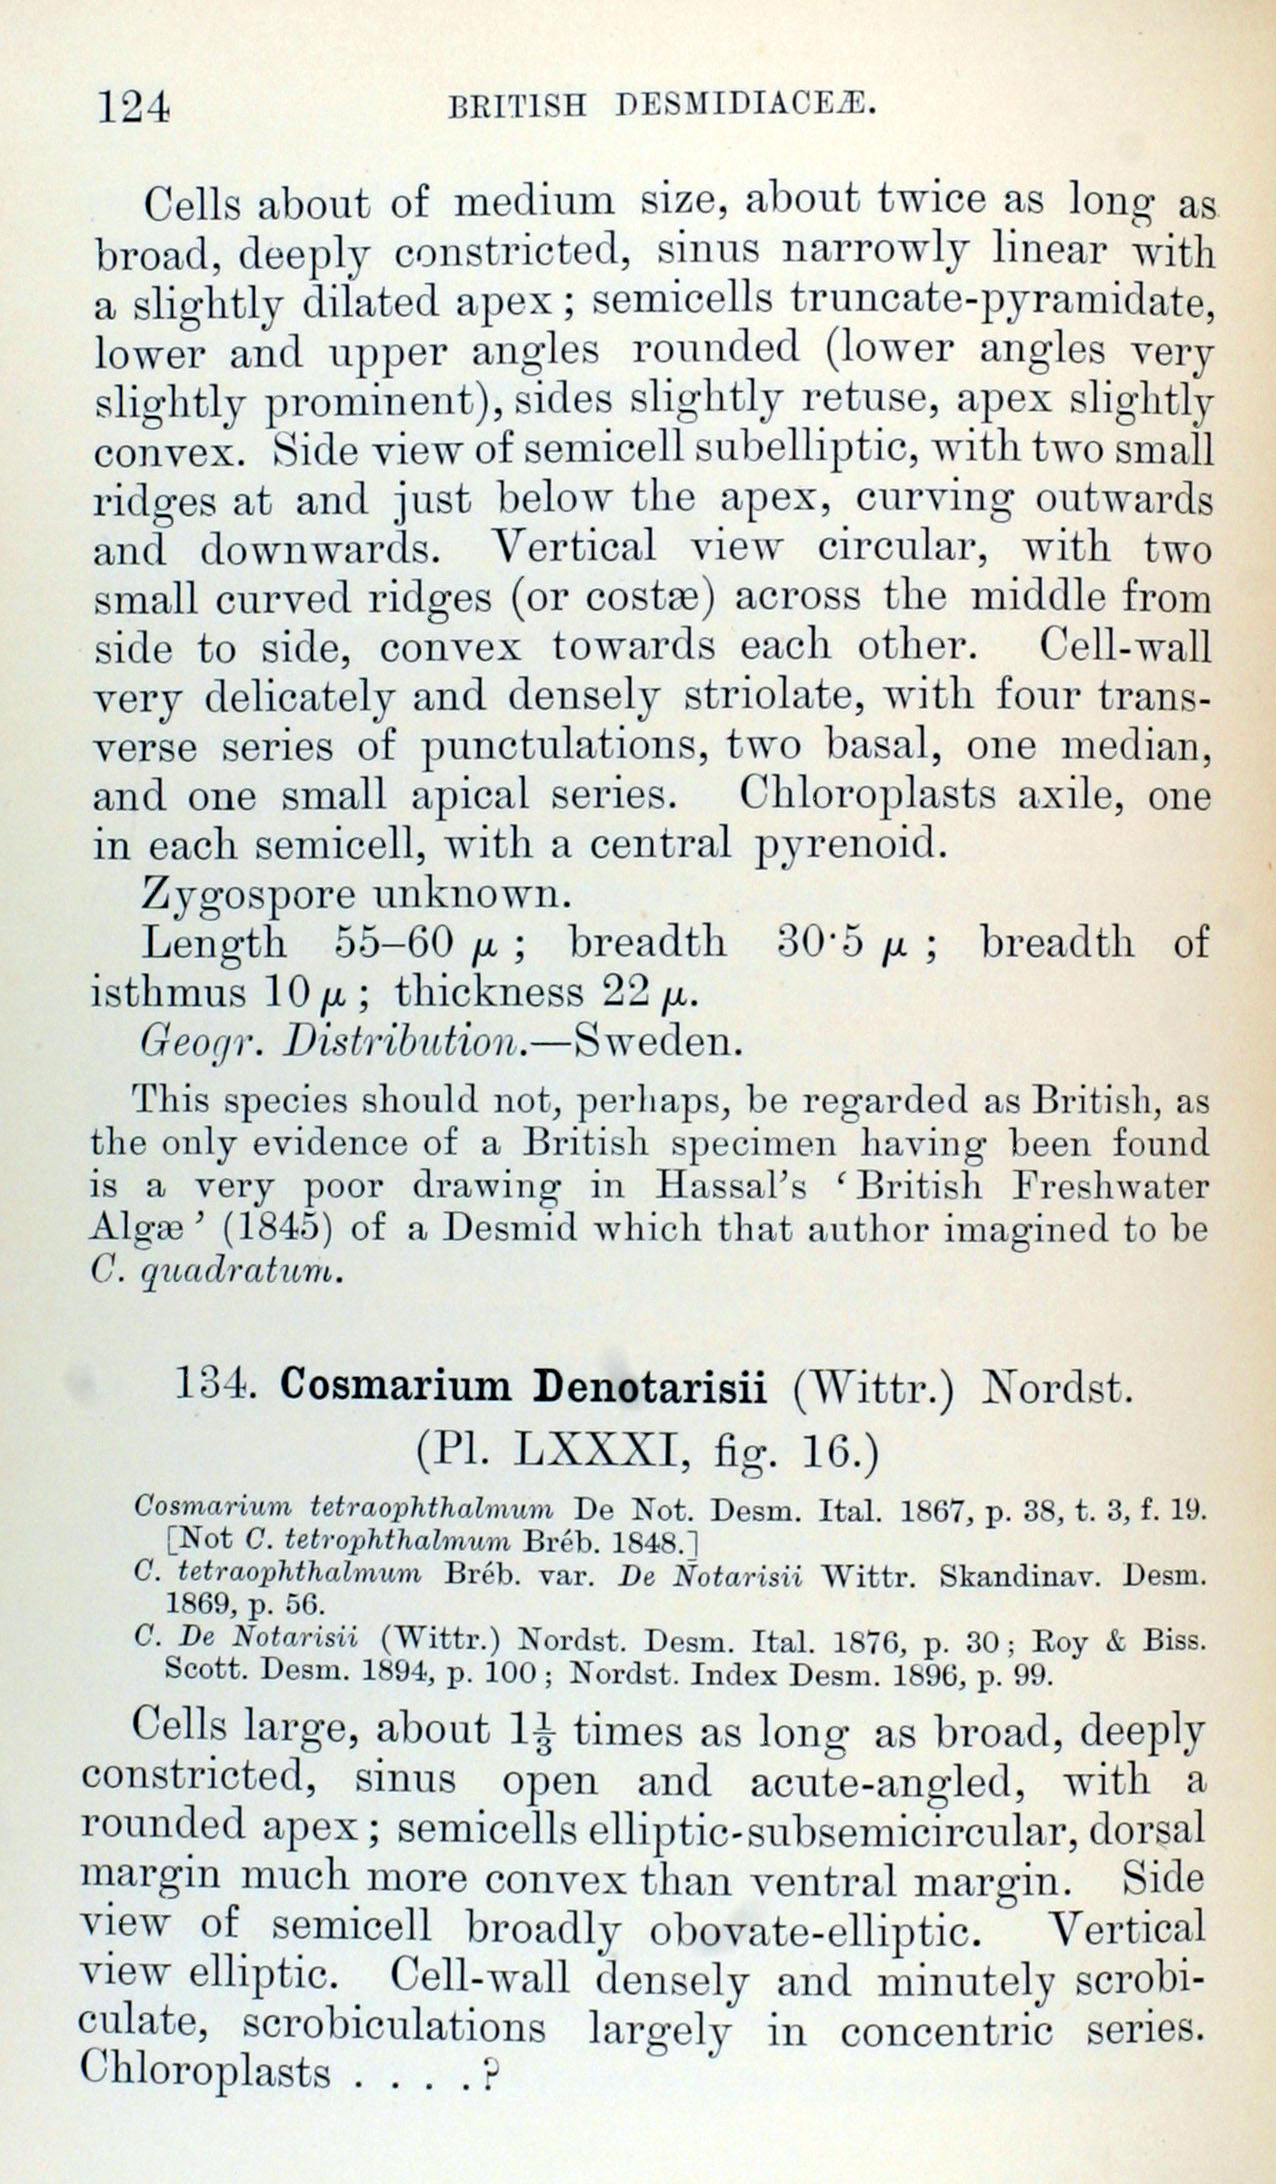 124 BRITISH DESMIDIACEÆ.
Cells about of medium size, about twice as long as
broad, deeply constricted, sinus narrowly linear with
a slightly dilated apex; semicells truncate-pyramidate,
lower and upper angles rounded (lower angles very
slightly prominent), sides slightly retuse, apex slightly
convex. Side view of semicell subelliptic, with two small
ridges at and just below the apex, curving outwards
and downwards. Vertical view circular, with two
small curved ridges (or costæ) across the middle from
side to side, convex towards each other. Cell-wall
very delicately and densely striolate, with four trans-
verse series of punctulations, two basal, one median,
and one small apical series. Chloroplasts axile, one
in each semicell, with a central pyrenoid.
Zygospore unknown.
Length 55–60 μ; breadth 30·5 μ; breadth of
isthmus 10 μ; thickness 22 μ.
Geogr. Distribution.—Sweden.
This species should not, perhaps, be regarded as British, as
the only evidence of a British specimen having been found
is a very poor drawing in Hassal's ‘British Freshwater
Algæ’ (1845) of a Desmid which that author imagined to be
C. quadratum.
134. Cosmarium Denotarisii (Wittr.) Nordst.
(Pl. LXXXI, fig. 16.)
Cosmarium tetraophthalmum De Not. Desm. Ital. 1867, p. 38, t. 3, f. 19.
[Not C. tetrophthalmum Bréb. 1848.]
C. tetraophthalmum Bréb. var. De Notarisii Wittr. Skandinav. Desm.
1869, p. 56.
C. De Notarisii (Wittr.) Nordst. Desm. Ital. 1876, p. 30; Roy & Biss.
Scott. Desm. 1894, p. 100; Nordst. Index Desm. 1896, p. 99.
Cells large, about 1⅓ times as long as broad, deeply
constricted, sinus open and acute-angled, with a
rounded apex; semicells elliptic-subsemicircular, dorsal
margin much more convex than ventral margin. Side
view of semicell broadly obovate-elliptic. Vertical
view elliptic. Cell-wall densely and minutely scrobi-
culate, scrobiculations largely in concentric series.
Chloroplasts . . . . ?